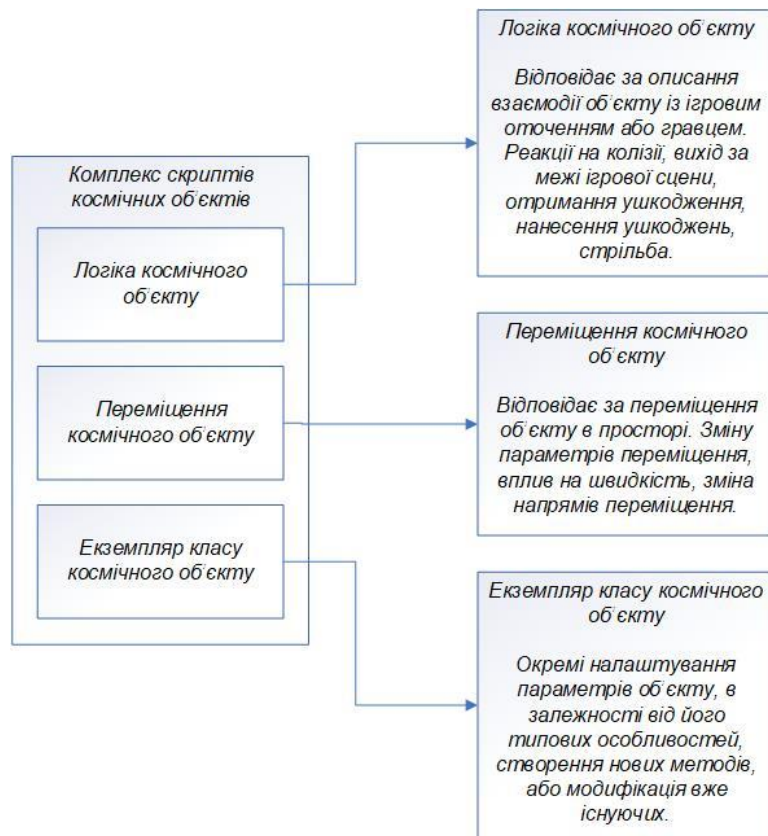 Комплекс скриптів
космічних об'єктів
Логіка космічного
об'єкту
Переміщення
космічного об'єкту
Екземпляр класу
космічного об'єкту
Логіка космічного об'єкту
Відповідає за описання
взаємодії об'єкту із ігровим
оточенням або гравцем.
Реакції на колізії, вихід за
межі ігрової сцени,
отримання ушкодження,
нанесення ушкоджень,
стрільба.
Переміщення космічного
об'єкту
Відповідає за переміщення
об'єкту в просторі. Зміну
параметрів переміщення,
вплив на швидкість, зміна
напрямів переміщення.
Екземпляр класу космічного
об'єкту
Окремі налаштування
параметрів об'єкту, в
залежності від його
типових особливостей,
створення нових методів,
або модифікація вже
існуючих.